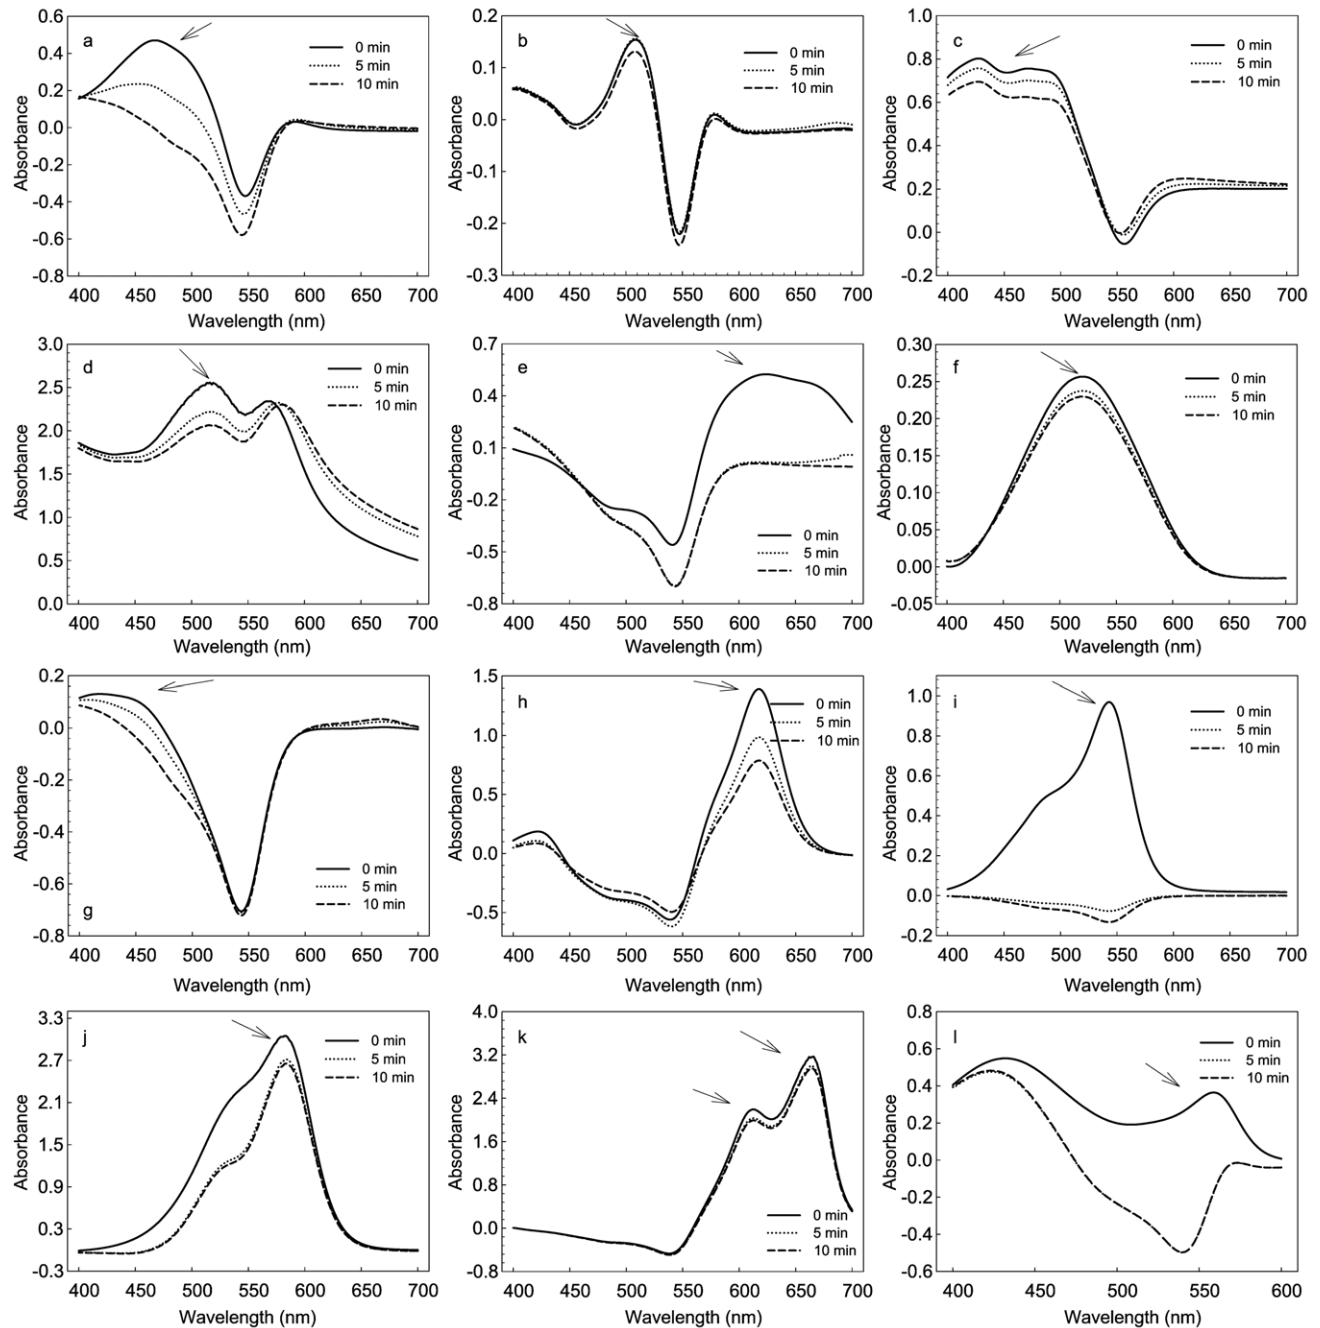 a
0 min
5 min
10 min
0.6
0.4
0.2
0.0
-0.2
-0.4
-0.6
-0.8
Absorbance
400 450 500 550 600 650 700
Wavelength (nm)
b
0 min
5 min
10 min
0.2
0.1
0.0
-0.1
-0.2
-0.3
Absorbance
400 450 500 550 600 650 700
Wavelength (nm)
c
0 min
5 min
10 min
1.0
0.8
0.6
0.4
0.2
0.0
-0.2
Absorbance
400 450 500 550 600 650 700
Wavelength (nm)
d
0 min
5 min
10 min
3.0
2.5
2.0
1.5
1.0
0.5
0.0
Absorbance
400 450 500 550 600 650 700
Wavelength (nm)
e
0 min
5 min
10 min
0.7
0.4
0.1
-0.2
-0.5
-0.8
Absorbance
400 450 500 550 600 650 700
Wavelength (nm)
f
0 min
5 min
10 min
0.30
0.25
0.20
0.15
0.10
0.05
0.00
-0.05
Absorbance
400 450 500 550 600 650 700
Wavelength (nm)
g
0 min
5 min
10 min
0.2
0.0
-0.2
-0.4
-0.6
-0.8
Absorbance
400 450 500 550 600 650 700
Wavelength (nm)
h
0 min
5 min
10 min
1.5
1.0
0.5
0.0
-0.5
Absorbance
400 450 500 550 600 650 700
Wavelength (nm)
i
0 min
5 min
10 min
1.0
0.8
0.6
0.4
0.2
0.0
-0.2
Absorbance
400 450 500 550 600 650 700
Wavelength (nm)
j
0 min
5 min
10 min
3.3
2.7
2.1
1.5
0.9
0.3
-0.3
Absorbance
400 450 500 550 600 650 700
Wavelength (nm)
k
0 min
5 min
10 min
4.0
3.2
2.4
1.6
0.8
0.0
-0.8
Absorbance
400 450 500 550 600 650 700
Wavelength (nm)
l
0 min
5 min
10 min
0.8
0.6
0.4
0.2
0.0
-0.2
-0.4
-0.6
Absorbance
400 450 500 550 600
Wavelength (nm)